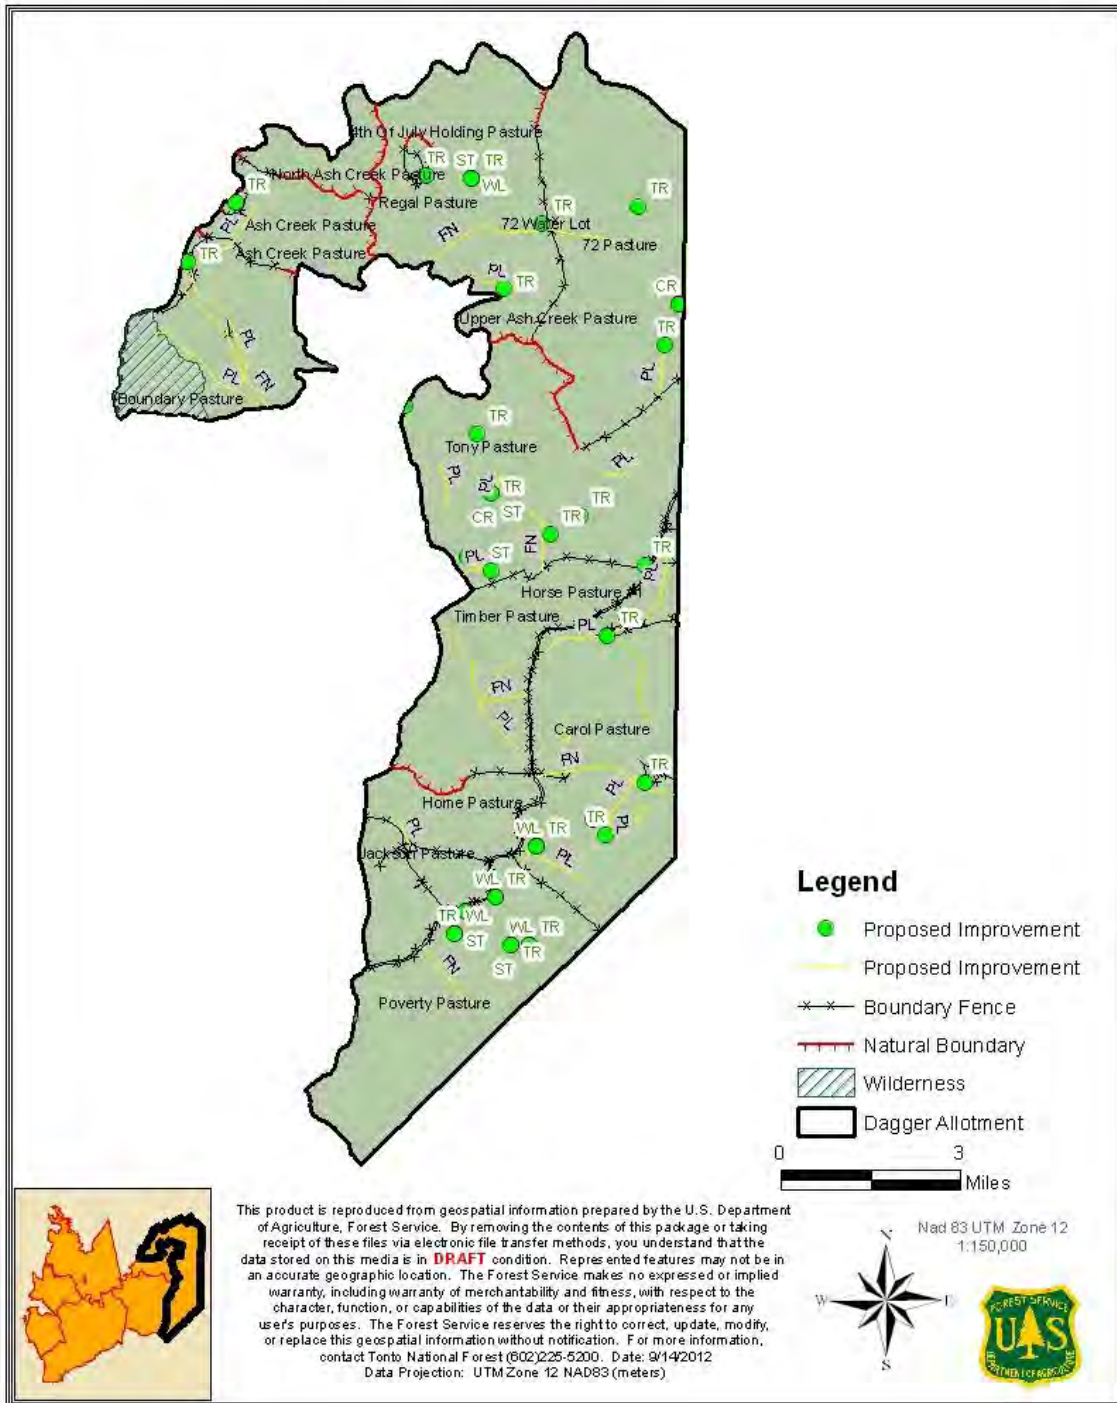 4th Of July Holding Pasture
TR
ST TR
North Ash Creek Pasture
WL
TR
TR
Regal Pasture
TR
PL
Ash Creek Pasture
FN
72 Water Lot
72 Pasture
Ash Creek Pasture
TR
PL
TR
CR
Upper Ash Creek Pasture
TR
PL
PL
PL
FN
Boundary Pasture
TR
Tony Pasture
PL
PL
PL
TR
TR
CR
ST
TR
FN
TR
PL
ST
PL
Horse Pasture
Timber Pasture
PL
TR
FN
PL
Carol Pasture
FN
TR
PL
Home Pasture
PL
WL TR
TR
PL
Jackson Pasture
PL
WL TR
TR WL
WL TR
ST
TR
FN
ST
Poverty Pasture
Legend
Proposed Improvement
Proposed Improvement
Boundary Fence
Natural Boundary
Wilderness
Dagger Allotment
0 3
Miles
This product is reproduced from geospatial information prepared by the U.S. Department
of Agriculture, Forest Service. By removing the contents of this package or taking
receipt of these files via electronic file transfer methods, you understand that the
data stored on this media is in DRAFT condition. Represented features may not be in
an accurate geographic location. The Forest Service makes no expressed or implied
warranty, including warranty of merchantability and fitness, with respect to the
character, function, or capabilities of the data or their appropriateness for any
user's purposes. The Forest Service reserves the right to correct, update, modify,
or replace this geospatial information without notification. For more information,
contact Tonto National Forest (602)225-5200. Date: 9/14/2012
Data Projection: UTM Zone 12 NAD83 (meters)
N
W
S
Nad 83 UTM Zone 12
1:150,000
FOREST SERVICE
U S
DEPARTMENT OF AGRICULTURE